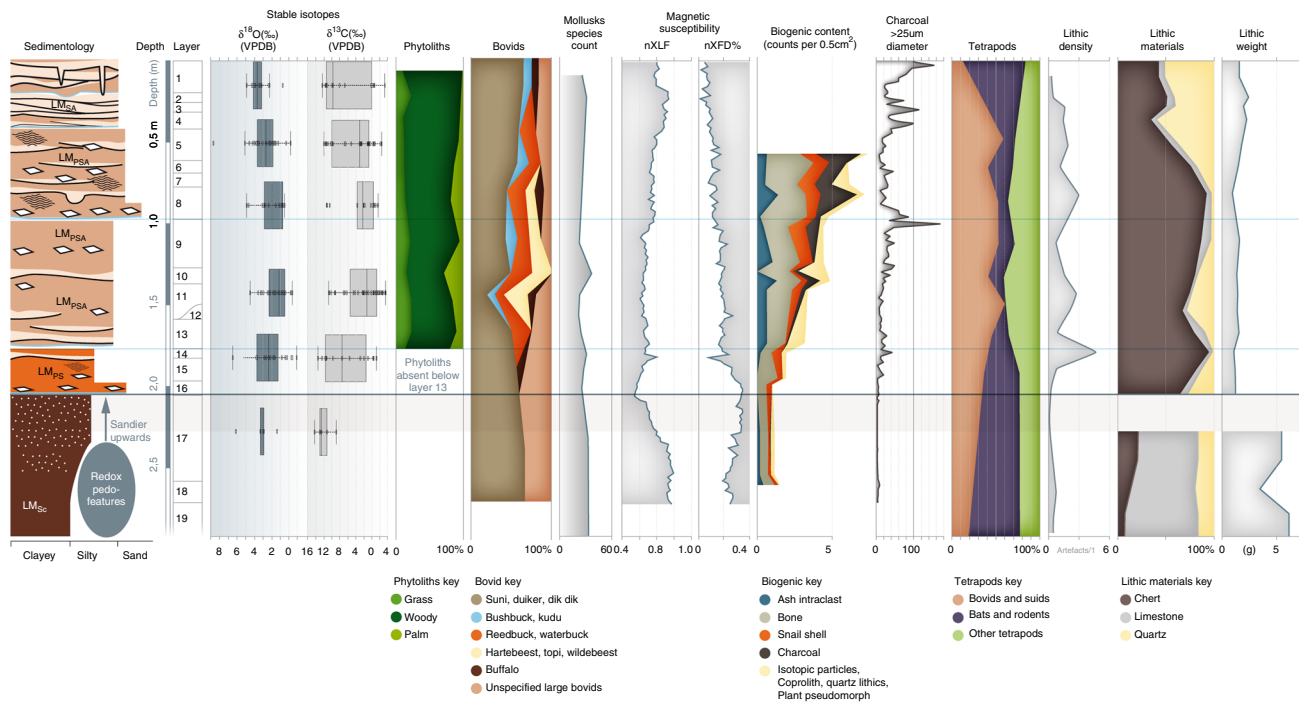 Stable isotopes
Sedimentology
Depth
Layer
δ18O(‰)
(VPDB)
δ13C(‰)
(VPDB)
Phytoliths
Bovids
Mollusks
species
count
Magnetic
susceptibility
nXLF
nXFD%
Biogenic content
(counts per 0.5cm2)
Charcoal
>25um
diameter
Tetrapods
Lithic
density
Lithic
materials
Lithic
weight
Depth (m)
0,5 m
1,0
1,5
2,0
2,5
1
2
3
4
5
6
7
8
9
10
11
12
13
14
15
16
17
18
19
LMSA
LMPSA
LMPSA
LMPSA
LMPS
LMSc
Sandier
upwards
Redox
pedo-
features
Phytoliths
absent below
layer 13
Clayey
Silty
Sand
8 6 4 2 0
16 12 8 4 0 4
0 100%
0 100%
0 60
0.4 0.8 1.0
0 0.4
0 5
0 100
0 100%
0 6
Artefacts/1
0 100%
0 (g) 5
Phytoliths key
Grass
Woody
Palm
Bovid key
Suni, duiker, dik dik
Bushbuck, kudu
Reedbuck, waterbuck
Hartebeest, topi, wildebeest
Buffalo
Unspecified large bovids
Biogenic key
Ash intraclast
Bone
Snail shell
Charcoal
Isotopic particles,
Coprolith, quartz lithics,
Plant pseudomorph
Tetrapods key
Bovids and suids
Bats and rodents
Other tetrapods
Lithic materials key
Chert
Limestone
Quartz